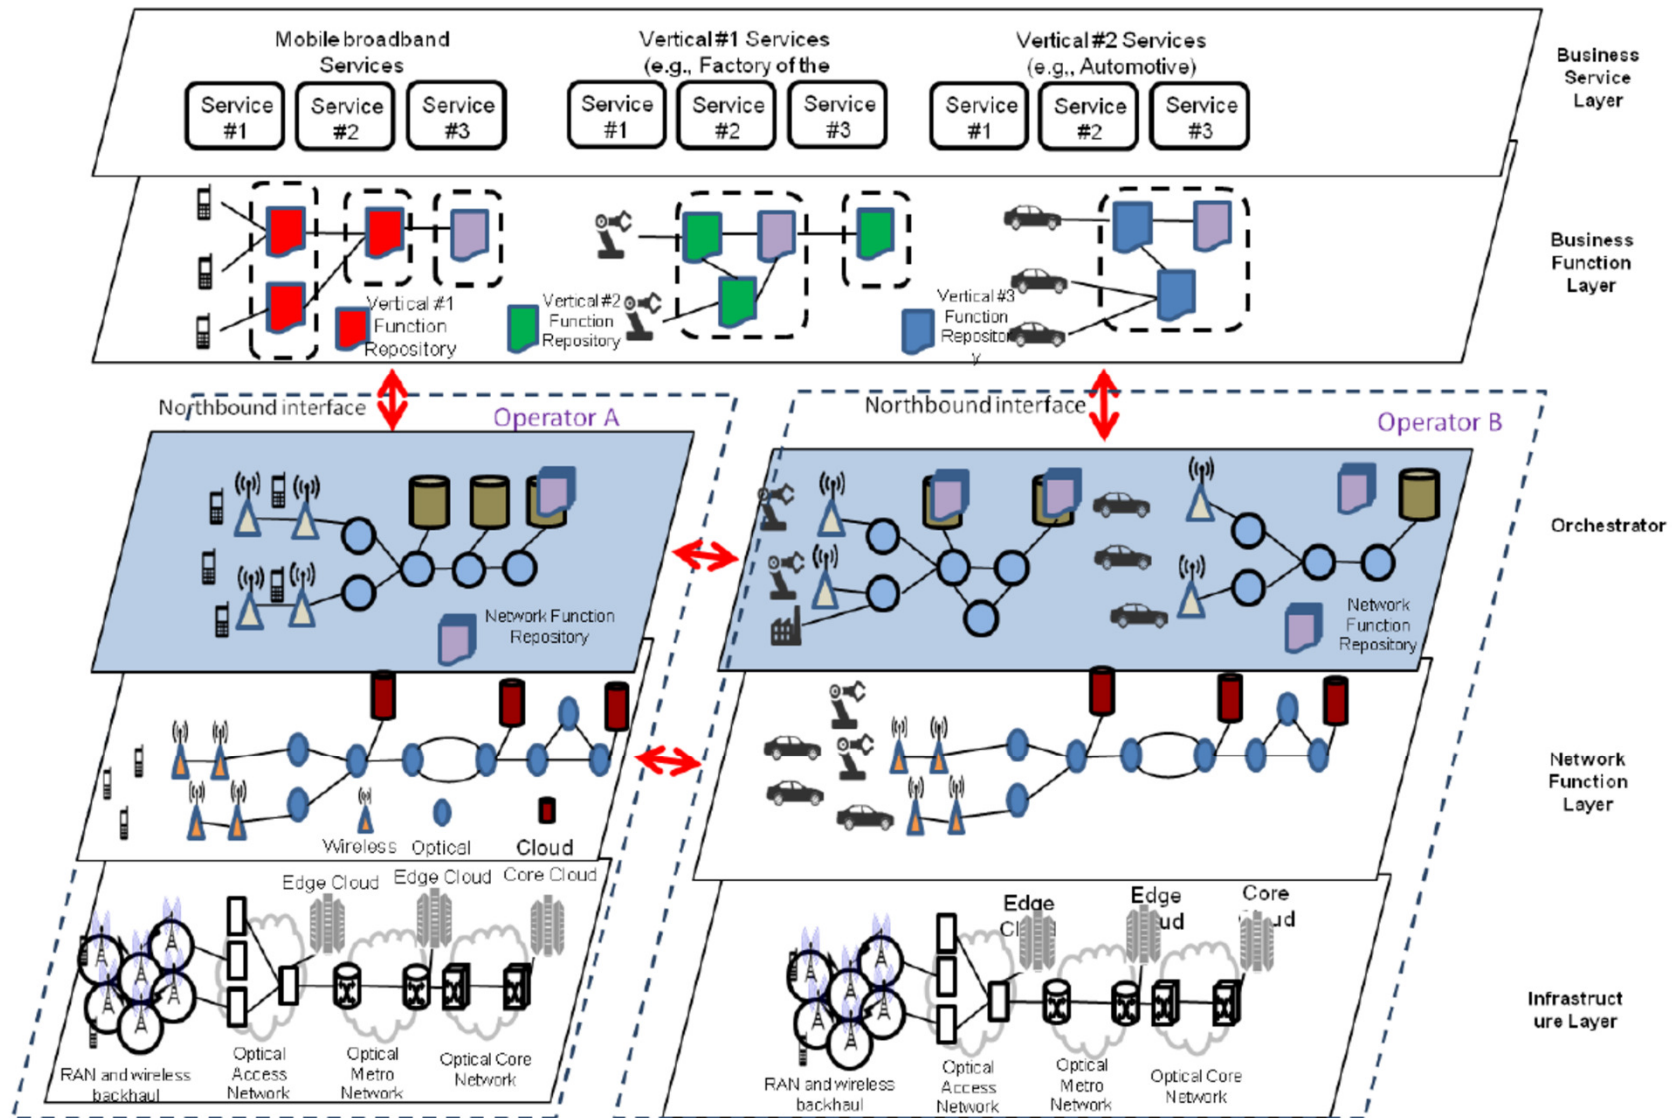 Mobile broadband
Services
Vertical #1 Services
(e.g., Factory of the
Vertical #2 Services
(e.g,, Automotive)
Business
Service
Layer
Service
#1
Service
#2
Service
#3
Service
#1
Service
#2
Service
#3
Service
#1
Service
#2
Service
#3
Business
Function
Layer
Vertical #1
Function
Repository
Vertical #2
Function
Repository
Vertical #3
Function
Repository
Northbound interface
Operator A
Northbound interface
Operator B
Orchestrator
Network Function
Repository
Network
Function
Repository
Network
Function
Layer
Wireless
Optical
Cloud
Edge Cloud
Edge Cloud
Core Cloud
Edge
Cloud
Edge
Cloud
Core
Cloud
Infrastruct
ure Layer
RAN and wireless
backhaul
Optical
Access
Network
Optical
Metro
Network
Optical Core
Network
RAN and wireless
backhaul
Optical
Access
Network
Optical
Metro
Network
Optical Core
Network